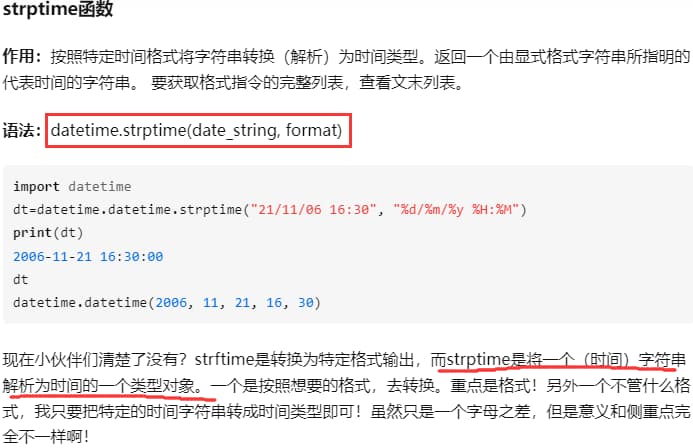 strptime函数
作用：按照特定时间格式将字符串转换（解析）为时间类型。返回一个由显式格式字符串所指明的
代表时间的字符串。 要获取格式指令的完整列表，查看文末列表。
语法：datetime.strptime(date_string, format)
import datetime
dt=datetime.datetime.strptime("21/11/06 16:30", "%d/%m/%y %H:%M")
print(dt)
2006-11-21 16:30:00
dt
datetime.datetime(2006, 11, 21, 16, 30)
现在小伙伴们清楚了没有？strftime是转换为特定格式输出，而strptime是将一个（时间）字符串
解析为时间的一个类型对象。一个是按照想要的格式，去转换。重点是格式！另外一个不管什么格
式，我只要把特定的时间字符串转成时间类型即可！虽然只是一个字母之差，但是意义和侧重点完
全不一样啊！